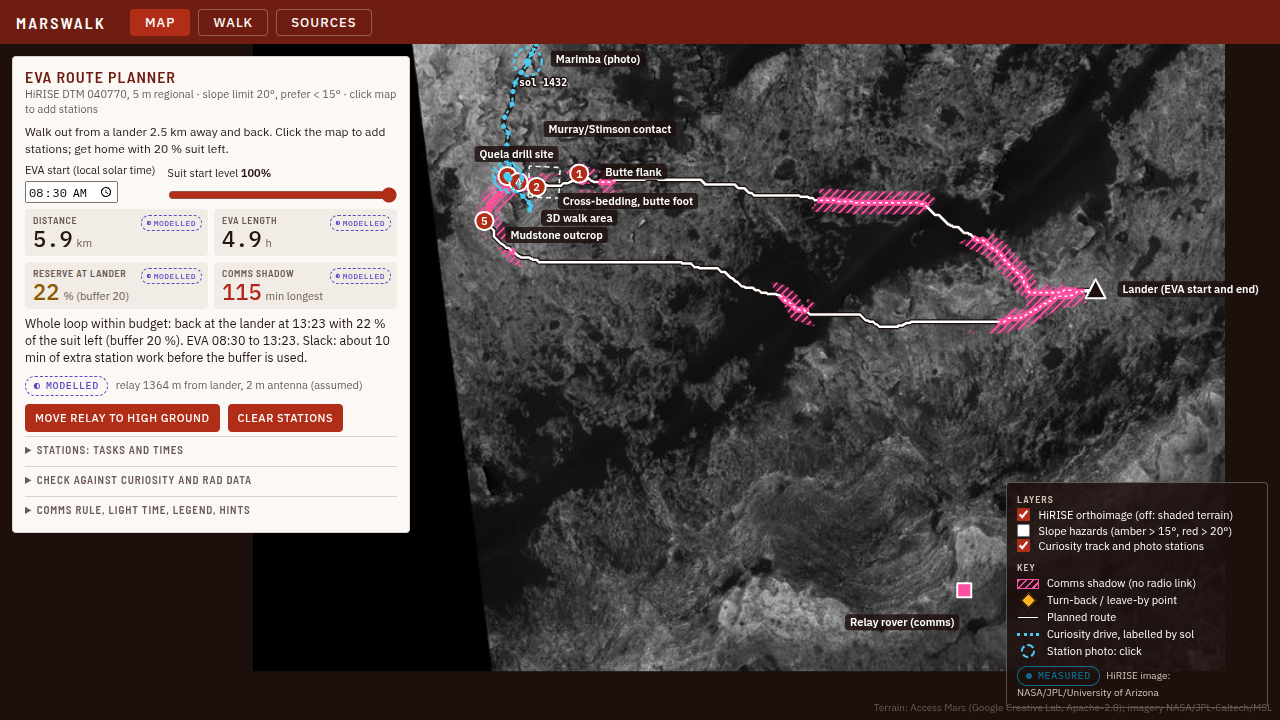 MARSWALK MAP WALK SOURCES
EVA ROUTE PLANNER
HiRISE DTM 040770, 5 m regional · slope limit 20°, prefer < 15° · click map
to add stations
Walk out from a lander 2.5 km away and back. Click the map to add
stations; get home with 20 % suit left.
EVA start (local solar time) Suit start level 100%
08:30 AM
DISTANCE MODELLED
5.9 km
EVA LENGTH MODELLED
4.9 h
RESERVE AT LANDER MODELLED
22 % (buffer 20)
COMMS SHADOW MODELLED
115 min longest
Whole loop within budget: back at the lander at 13:23 with 22 %
of the suit left (buffer 20 %). EVA 08:30 to 13:23. Slack: about 10
min of extra station work before the buffer is used.
MODELLED relay 1364 m from lander, 2 m antenna (assumed)
MOVE RELAY TO HIGH GROUND CLEAR STATIONS
STATIONS: TASKS AND TIMES
CHECK AGAINST CURIOSITY AND RAD DATA
COMMS RULE, LIGHT TIME, LEGEND, HINTS
Marimba (photo)
sol 1432
Murray/Stimson contact
Quela drill site
1
Butte flank
2
Cross-bedding, butte foot
3D walk area
5
Mudstone outcrop
Lander (EVA start and end)
Relay rover (comms)
LAYERS
HiRISE orthoimage (off: shaded terrain)
Slope hazards (amber > 15°, red > 20°)
Curiosity track and photo stations
KEY
Comms shadow (no radio link)
Turn-back / leave-by point
Planned route
Curiosity drive, labelled by sol
Station photo: click
MEASURED HiRISE image:
NASA/JPL/University of Arizona
Terrain: Access Mars (Google Creative Lab, Apache-2.0); imagery NASA/JPL-Caltech/MSL